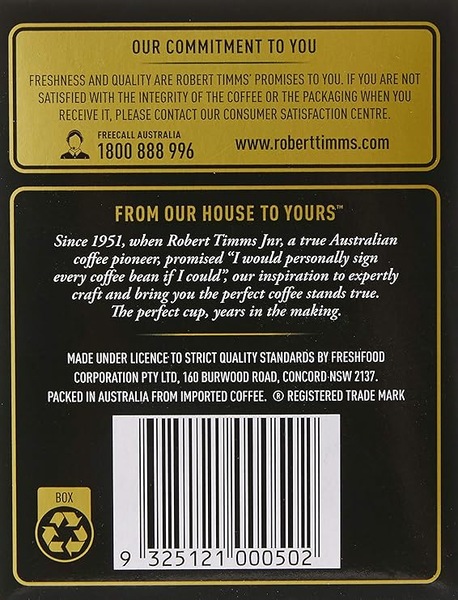 OUR COMMITMENT TO YOU
FRESHNESS AND QUALITY ARE ROBERT TIMMS' PROMISES TO YOU. IF YOU ARE NOT
SATISFIED WITH THE INTEGRITY OF THE COFFEE OR THE PACKAGING WHEN YOU
RECEIVE IT, PLEASE CONTACT OUR CONSUMER SATISFACTION CENTRE.
FREECALL AUSTRALIA
1800 888 996
www.roberttimms.com
FROM OUR HOUSE TO YOURS™
Since 1951, when Robert Timms Jnr, a true Australian
coffee pioneer, promised “I would personally sign
every coffee bean if I could”, our inspiration to expertly
craft and bring you the perfect coffee stands true.
The perfect cup, years in the making.
MADE UNDER LICENCE TO STRICT QUALITY STANDARDS BY FRESHFOOD
CORPORATION PTY LTD, 160 BURWOOD ROAD, CONCORD NSW 2137.
PACKED IN AUSTRALIA FROM IMPORTED COFFEE. ® REGISTERED TRADE MARK
BOX
9 325121 000502